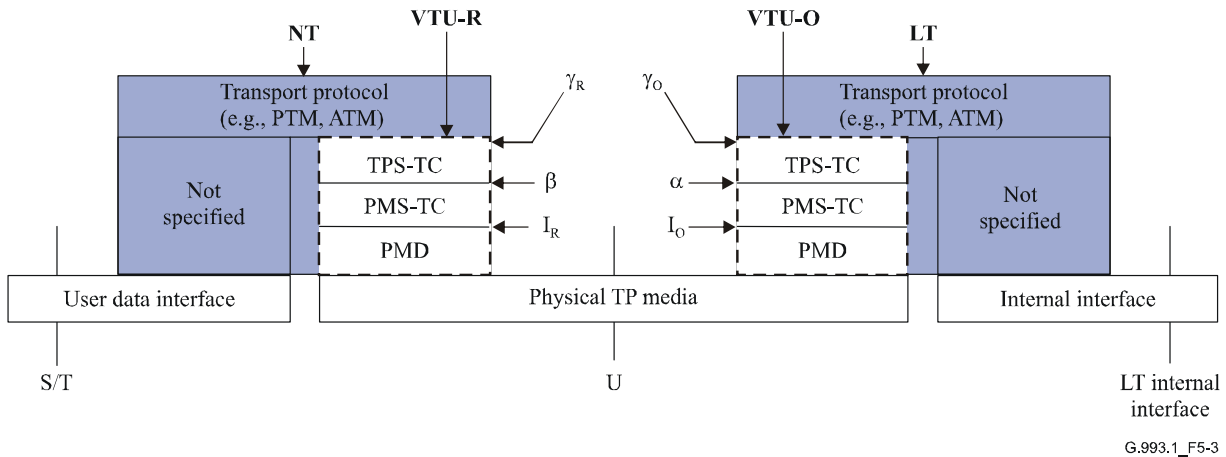 VTU-R
VTU-O
NT
LT
Transport protocol
(e.g., PTM, ATM)
γR
γO
Transport protocol
(e.g., PTM, ATM)
Not
specified
TPS-TC
PMS-TC
PMD
β
IR
α
IO
TPS-TC
PMS-TC
PMD
Not
specified
User data interface
Physical TP media
Internal interface
S/T
U
LT internal
interface
G.993.1_F5-3